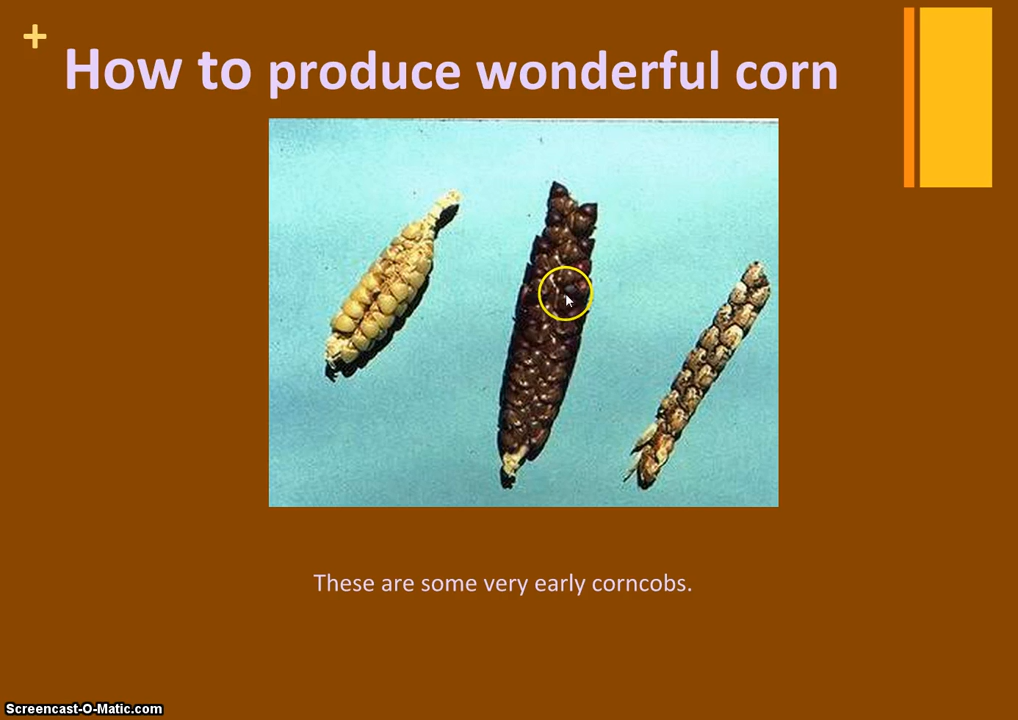 +
How to produce wonderful corn
These are some very early corncobs.
Screencast-O-Matic.com